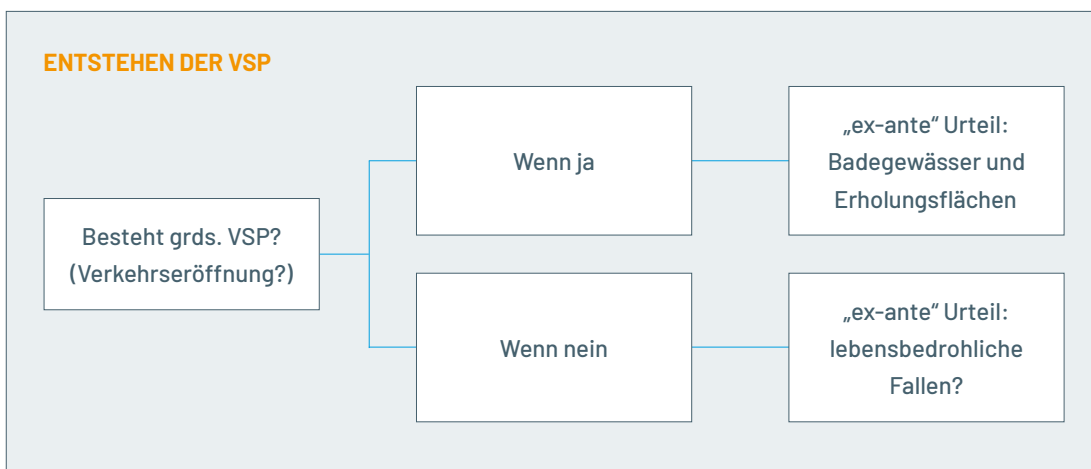 ENTSTEHEN DER VSP
Besteht grds. VSP?
(Verkehrseröffnung?)
Wenn ja
„ex-ante“ Urteil:
Badegewässer und
Erholungsflächen
Wenn nein
„ex-ante“ Urteil:
lebensbedrohliche
Fallen?